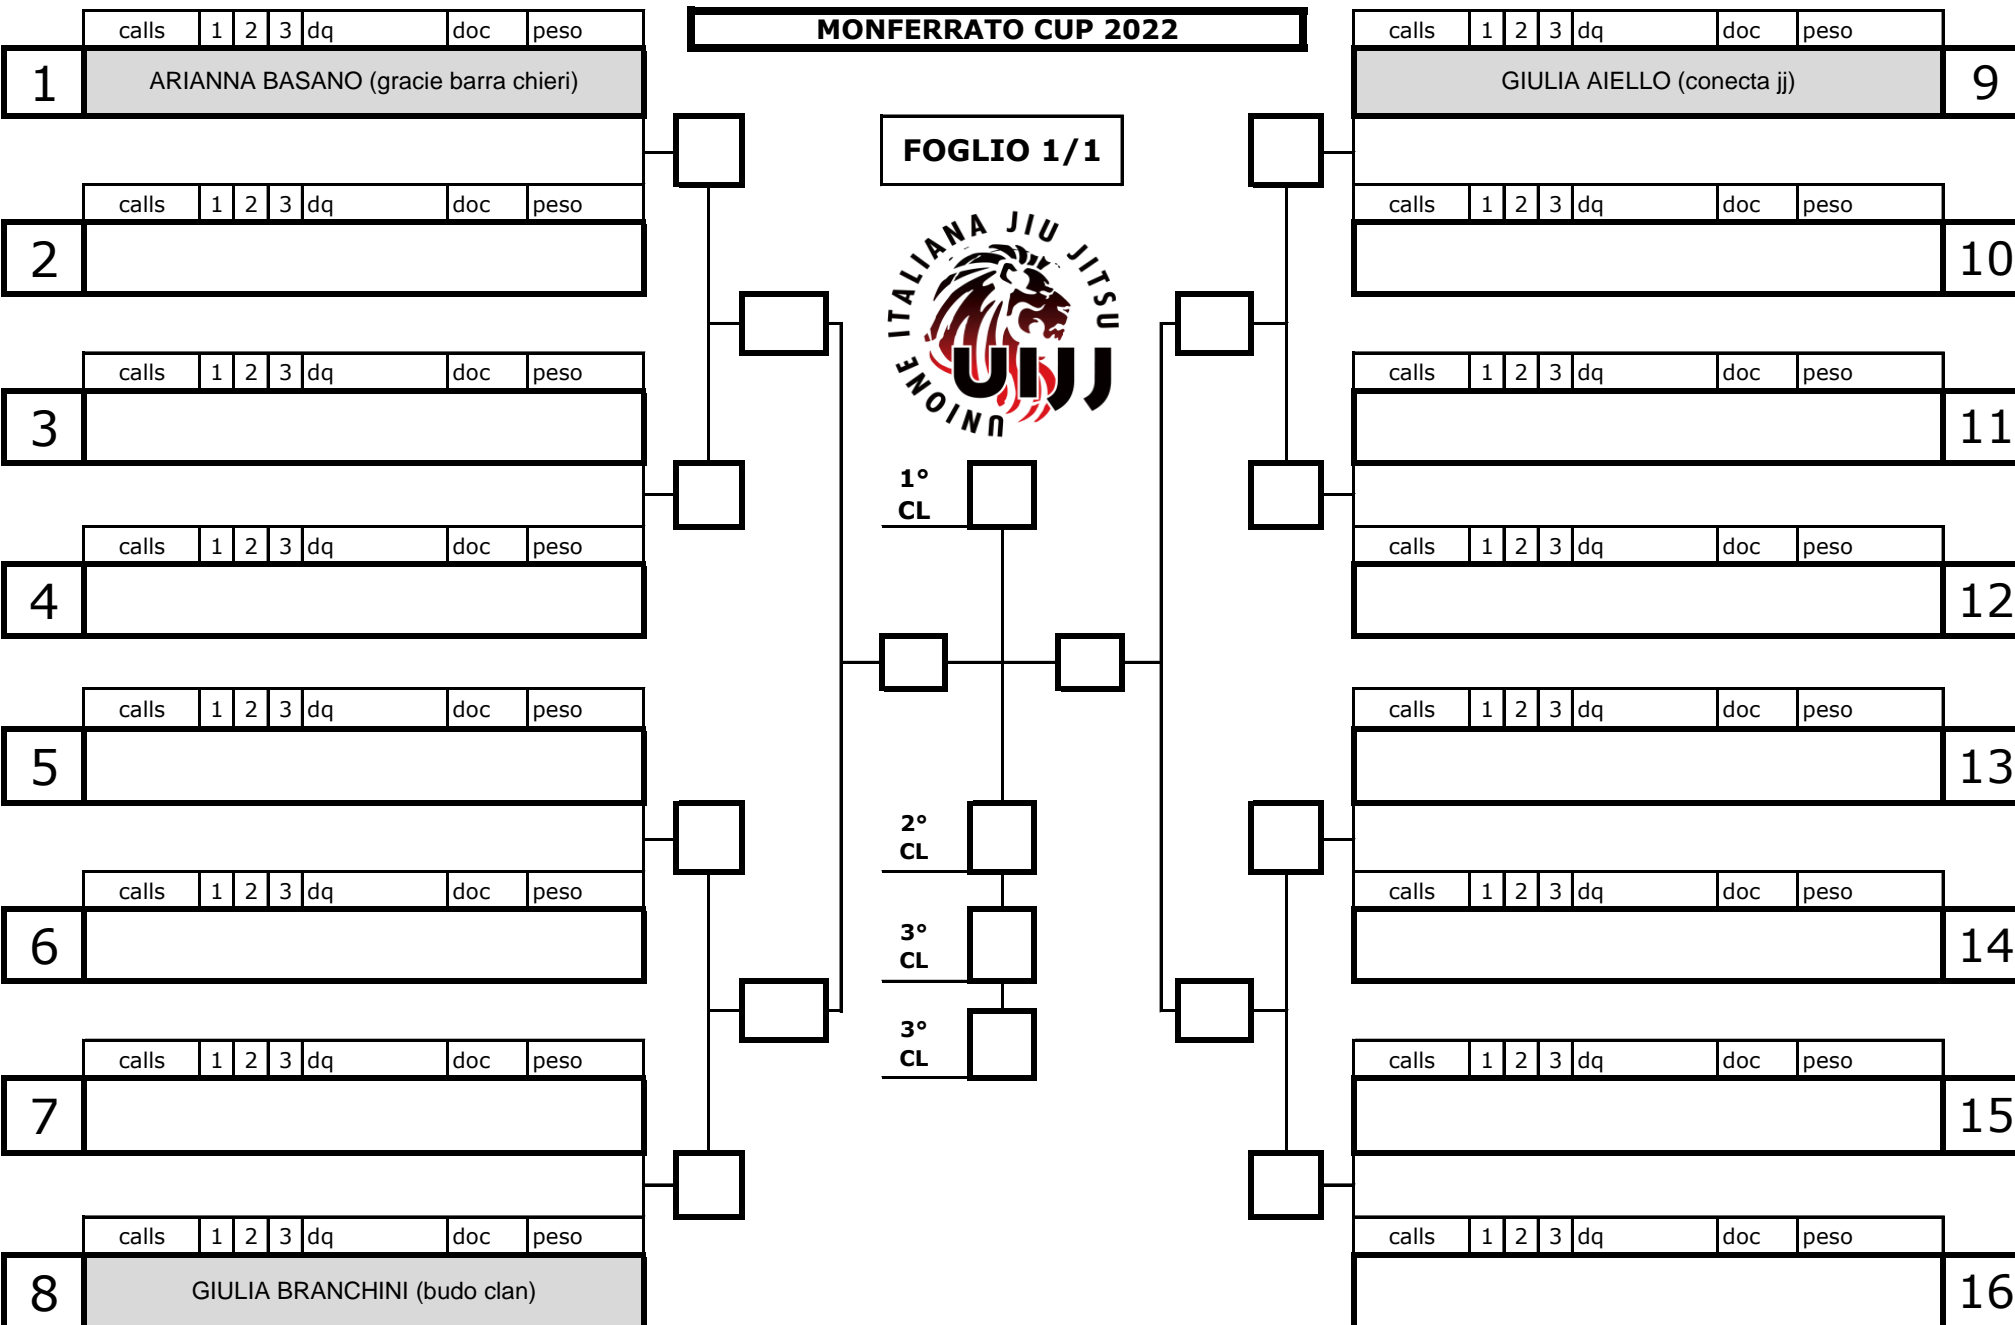 MONFERRATO CUP 2022
FOGLIO 1/1
UNIONE ITALIANA JIU JITSU
UIJJ
calls 1 2 3 dq doc peso
1 ARIANNA BASANO (gracie barra chieri)
calls 1 2 3 dq doc peso
2
calls 1 2 3 dq doc peso
3
calls 1 2 3 dq doc peso
4
calls 1 2 3 dq doc peso
5
calls 1 2 3 dq doc peso
6
calls 1 2 3 dq doc peso
7
calls 1 2 3 dq doc peso
8 GIULIA BRANCHINI (budo clan)
1°
CL
2°
CL
3°
CL
3°
CL
calls 1 2 3 dq doc peso
GIULIA AIELLO (conecta jj) 9
calls 1 2 3 dq doc peso
10
calls 1 2 3 dq doc peso
11
calls 1 2 3 dq doc peso
12
calls 1 2 3 dq doc peso
13
calls 1 2 3 dq doc peso
14
calls 1 2 3 dq doc peso
15
calls 1 2 3 dq doc peso
16